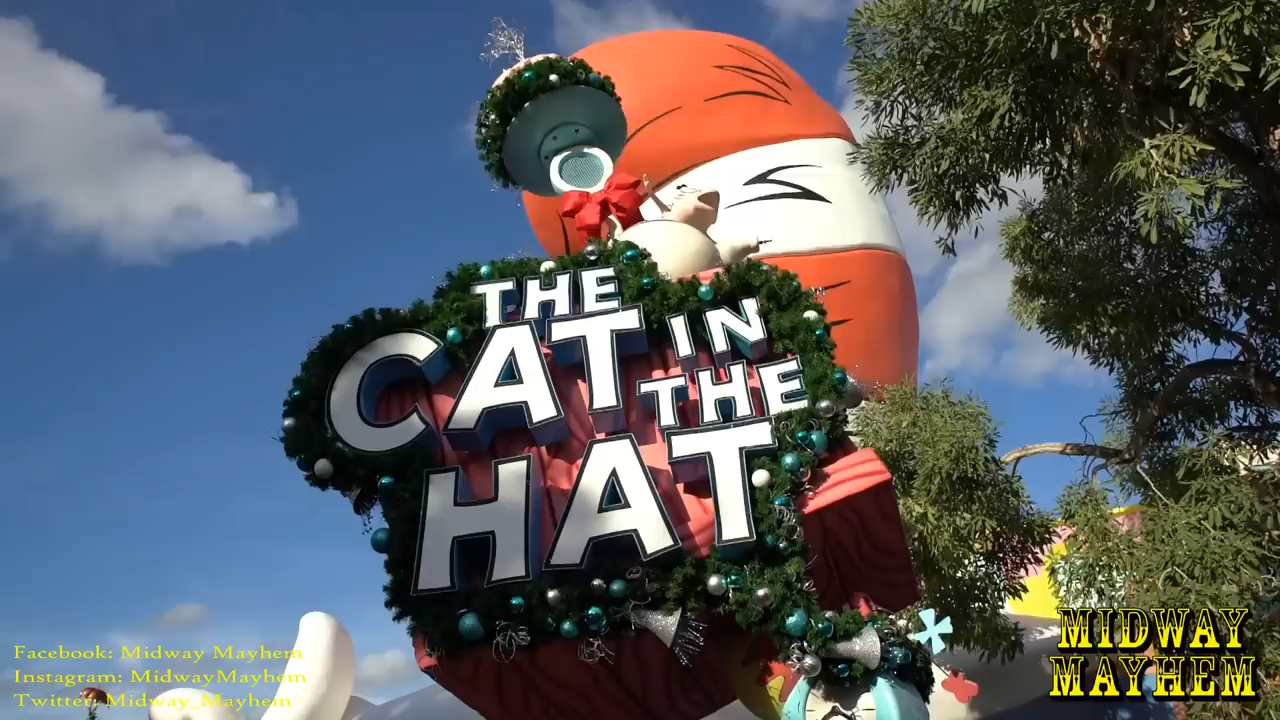 THE
CAT IN
THE
HAT
Facebook: Midway Mayhem
Instagram: MidwayMayhem
Twitter: Midway_Mayhem
MIDWAY
MAYHEM